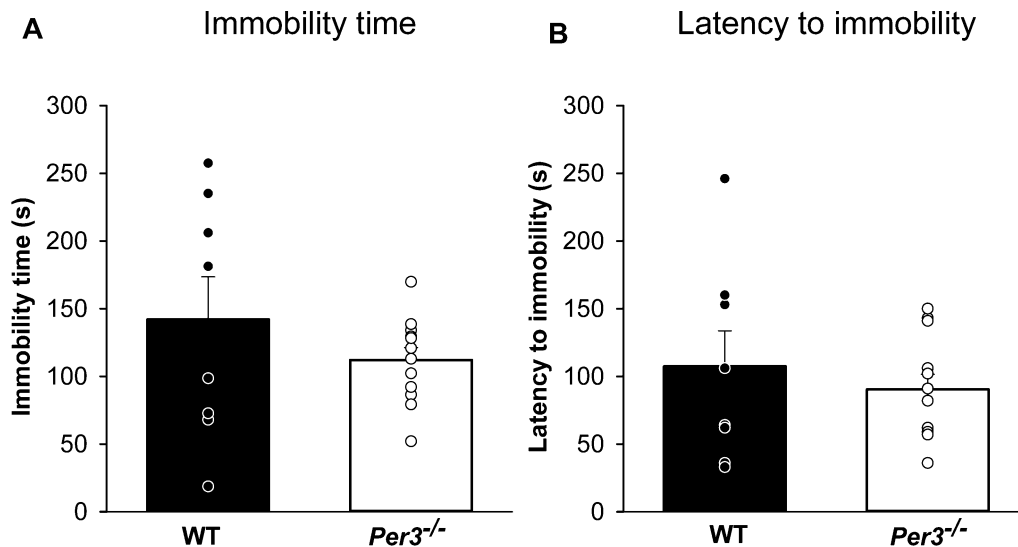 A Immobility time
Immobility time (s)
300
250
200
150
100
50
0
WT Per3-/-
B Latency to immobility
Latency to immobility (s)
300
250
200
150
100
50
0
WT Per3-/-